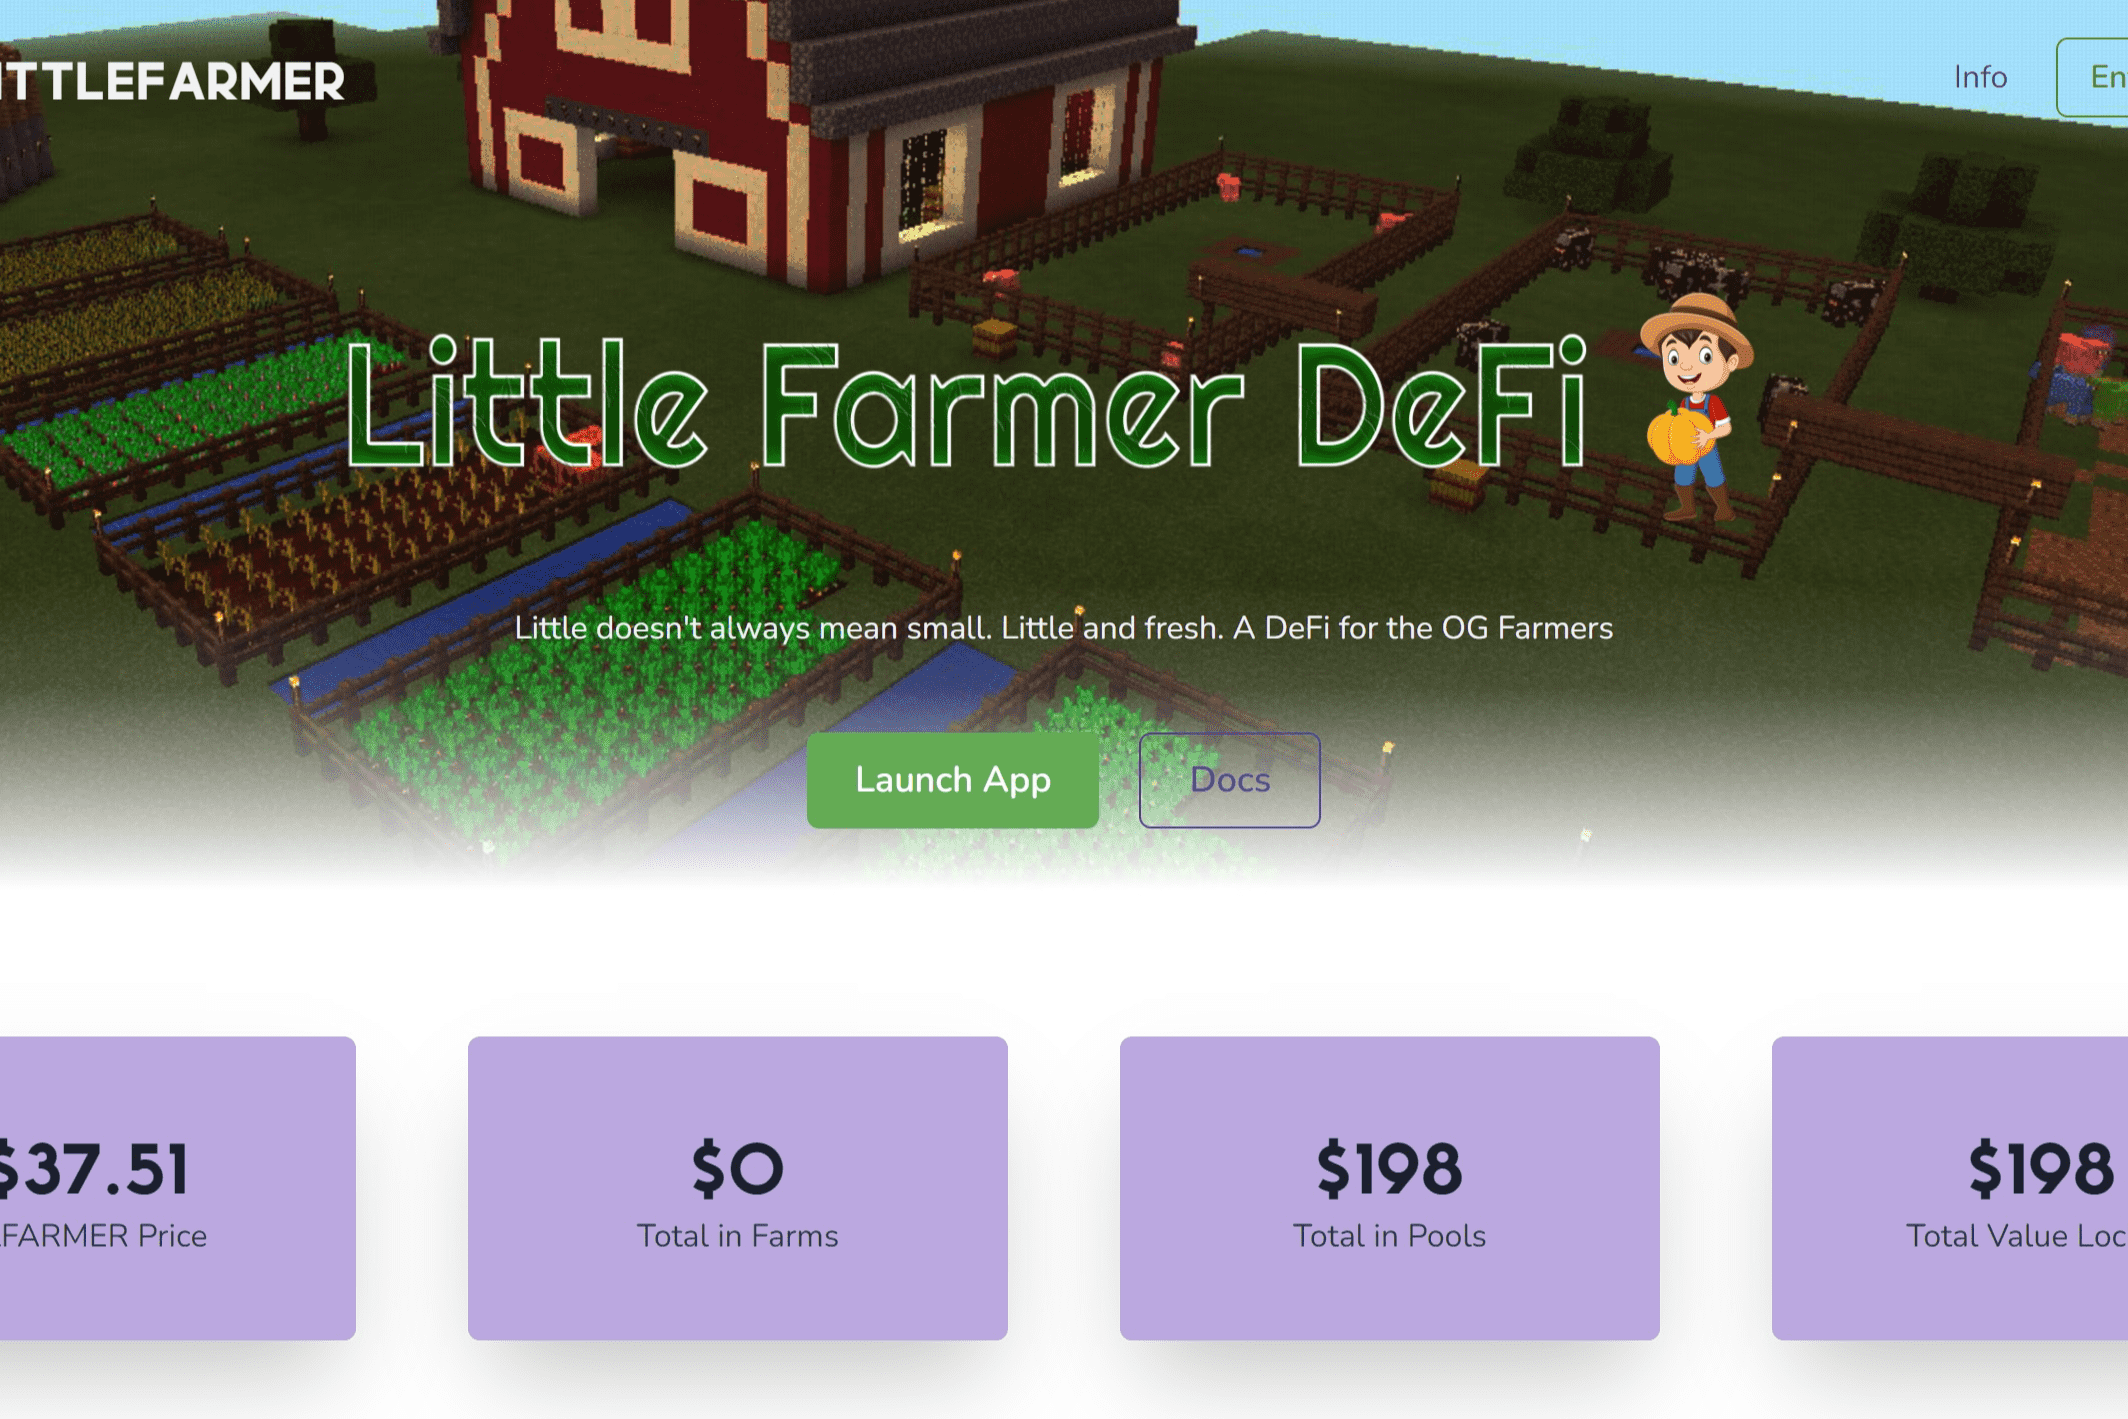 ITTLEFARMER
Info
En
Little Farmer DeFi
Little doesn't always mean small. Little and fresh. A DeFi for the OG Farmers
Launch App
Docs
$37.51
FARMER Price
$0
Total in Farms
$198
Total in Pools
$198
Total Value Loc